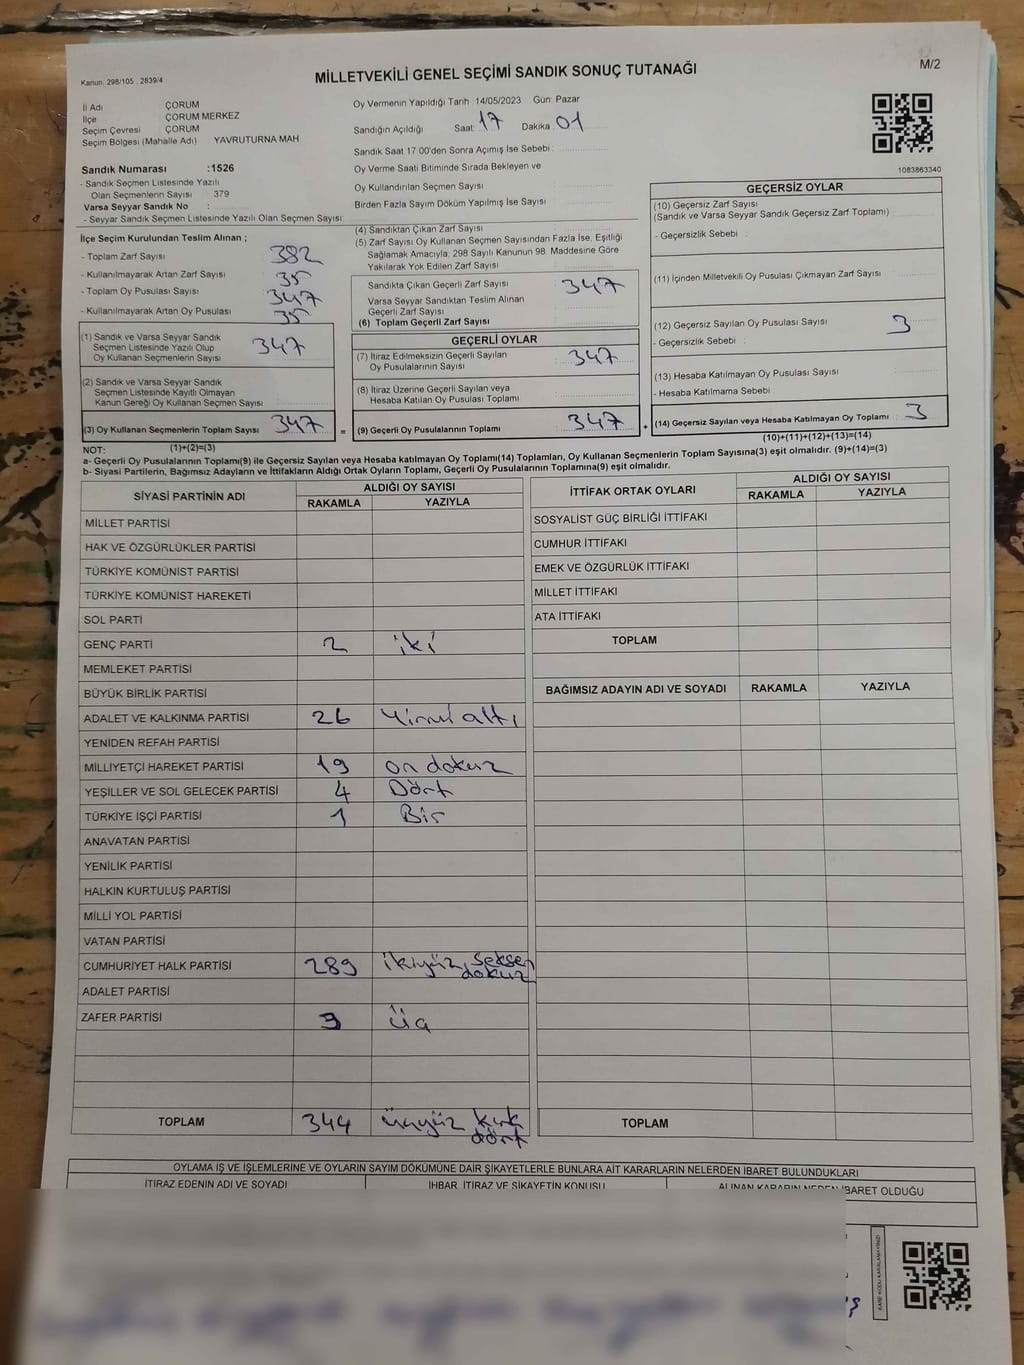 Kanun. 298/105 , 2839/4
MİLLETVEKİLİ GENEL SEÇİMİ SANDIK SONUÇ TUTANAĞI
M/2
İl Adı ÇORUM
İlçe ÇORUM MERKEZ
Seçim Çevresi ÇORUM
Seçim Bölgesi (Mahalle Adı) YAVRUTURNA MAH
Sandık Numarası :1526
- Sandık Seçmen Listesinde Yazılı
Olan Seçmenlerin Sayısı 379
Varsa Seyyar Sandık No :
- Seyyar Sandık Seçmen Listesinde Yazılı Olan Seçmen Sayısı:
Oy Vermenin Yapıldığı Tarih :14/05/2023 Gün: Pazar
Sandığın Açıldığı Saat: 17 Dakika : 01
Sandık Saat 17 00'den Sonra Açımış İse Sebebi :
Oy Verme Saati Bitiminde Sırada Bekleyen ve
Oy Kullandırılan Seçmen Sayısı :
Birden Fazla Sayım Döküm Yapılmış İse Sayısı :
1083863340
İlçe Seçim Kurulundan Teslim Alınan ;
- Toplam Zarf Sayısı : 382
- Kullanılmayarak Artan Zarf Sayısı : 35
- Toplam Oy Pusulası Sayısı : 347
- Kullanılmayarak Artan Oy Pusulası : 35
(1) Sandık ve Varsa Seyyar Sandık
Seçmen Listesinde Yazılı Olup
Oy Kullanan Seçmenlerin Sayısı : 347
(2) Sandık ve Varsa Seyyar Sandık
Seçmen Listesinde Kayıtlı Olmayan
Kanun Gereği Oy Kullanan Seçmen Sayısı :
(3) Oy Kullanan Seçmenlerin Toplam Sayısı : 347
(4) Sandıktan Çıkan Zarf Sayısı :
(5) Zarf Sayısı Oy Kullanan Seçmen Sayısından Fazla İse, Eşitliği
Sağlamak Amacıyla, 298 Sayılı Kanunun 98. Maddesine Göre
Yakılarak Yok Edilen Zarf Sayısı :
Sandıkta Çıkan Geçerli Zarf Sayısı : 347
Varsa Seyyar Sandıktan Teslim Alınan
Geçerli Zarf Sayısı :
(6) Toplam Geçerli Zarf Sayısı :
GEÇERLİ OYLAR
(7) İtiraz Edilmeksizin Geçerli Sayılan
Oy Pusulalarının Sayısı : 347
(8) İtiraz Üzerine Geçerli Sayılan veya
Hesaba Katılan Oy Pusulası Toplamı :
= (9) Geçerli Oy Pusulalarının Toplamı : 347 +
GEÇERSİZ OYLAR
(10) Geçersiz Zarf Sayısı :
(Sandık ve Varsa Seyyar Sandık Geçersiz Zarf Toplamı)
- Geçersizlik Sebebi :
(11) İçinden Milletvekili Oy Pusulası Çıkmayan Zarf Sayısı :
(12) Geçersiz Sayılan Oy Pusulası Sayısı : 3
- Geçersizlik Sebebi :
(13) Hesaba Katılmayan Oy Pusulası Sayısı :
- Hesaba Katılmama Sebebi :
(14) Geçersiz Sayılan veya Hesaba Katılmayan Oy Toplamı : 3
NOT: (1)+(2)=(3) (10)+(11)+(12)+(13)=(14)
a- Geçerli Oy Pusulalarının Toplamı(9) ile Geçersiz Sayılan veya Hesaba katılmayan Oy Toplamı(14) Toplamları, Oy Kullanan Seçmenlerin Toplam Sayısına(3) eşit olmalıdır. (9)+(14)=(3)
b- Siyasi Partilerin, Bağımsız Adayların ve İttifakların Aldığı Ortak Oyların Toplamı, Geçerli Oy Pusulalarının Toplamına(9) eşit olmalıdır.
SİYASİ PARTİNİN ADI ALDIĞI OY SAYISI
RAKAMLA YAZIYLA
MİLLET PARTİSİ
HAK VE ÖZGÜRLÜKLER PARTİSİ
TÜRKİYE KOMÜNİST PARTİSİ
TÜRKİYE KOMÜNİST HAREKETİ
SOL PARTİ
GENÇ PARTİ 2 iki
MEMLEKET PARTİSİ
BÜYÜK BİRLİK PARTİSİ
ADALET VE KALKINMA PARTİSİ 26 Yirmi altı
YENİDEN REFAH PARTİSİ
MİLLİYETÇİ HAREKET PARTİSİ 19 on dokuz
YEŞİLLER VE SOL GELECEK PARTİSİ 4 Dört
TÜRKİYE İŞÇİ PARTİSİ 1 Bir
ANAVATAN PARTİSİ
YENİLİK PARTİSİ
HALKIN KURTULUŞ PARTİSİ
MİLLİ YOL PARTİSİ
VATAN PARTİSİ
CUMHURİYET HALK PARTİSİ 289 ikiyüz seksen
dokuz
ADALET PARTİSİ
ZAFER PARTİSİ 3 üç
TOPLAM 344 üçyüz kırk
dört
İTTİFAK ORTAK OYLARI ALDIĞI OY SAYISI
RAKAMLA YAZIYLA
SOSYALİST GÜÇ BİRLİĞİ İTTİFAKI
CUMHUR İTTİFAKI
EMEK VE ÖZGÜRLÜK İTTİFAKI
MİLLET İTTİFAKI
ATA İTTİFAKI
TOPLAM
BAĞIMSIZ ADAYIN ADI VE SOYADI RAKAMLA YAZIYLA
TOPLAM
OYLAMA İŞ VE İŞLEMLERİNE VE OYLARIN SAYIM DÖKÜMÜNE DAİR ŞİKAYETLERLE BUNLARA AİT KARARLARIN NELERDEN İBARET BULUNDUKLARI
İTİRAZ EDENİN ADI VE SOYADI İHBAR, İTİRAZ VE ŞİKAYETİN KONUSU ALINAN KARARIN NEDEN İBARET OLDUĞU